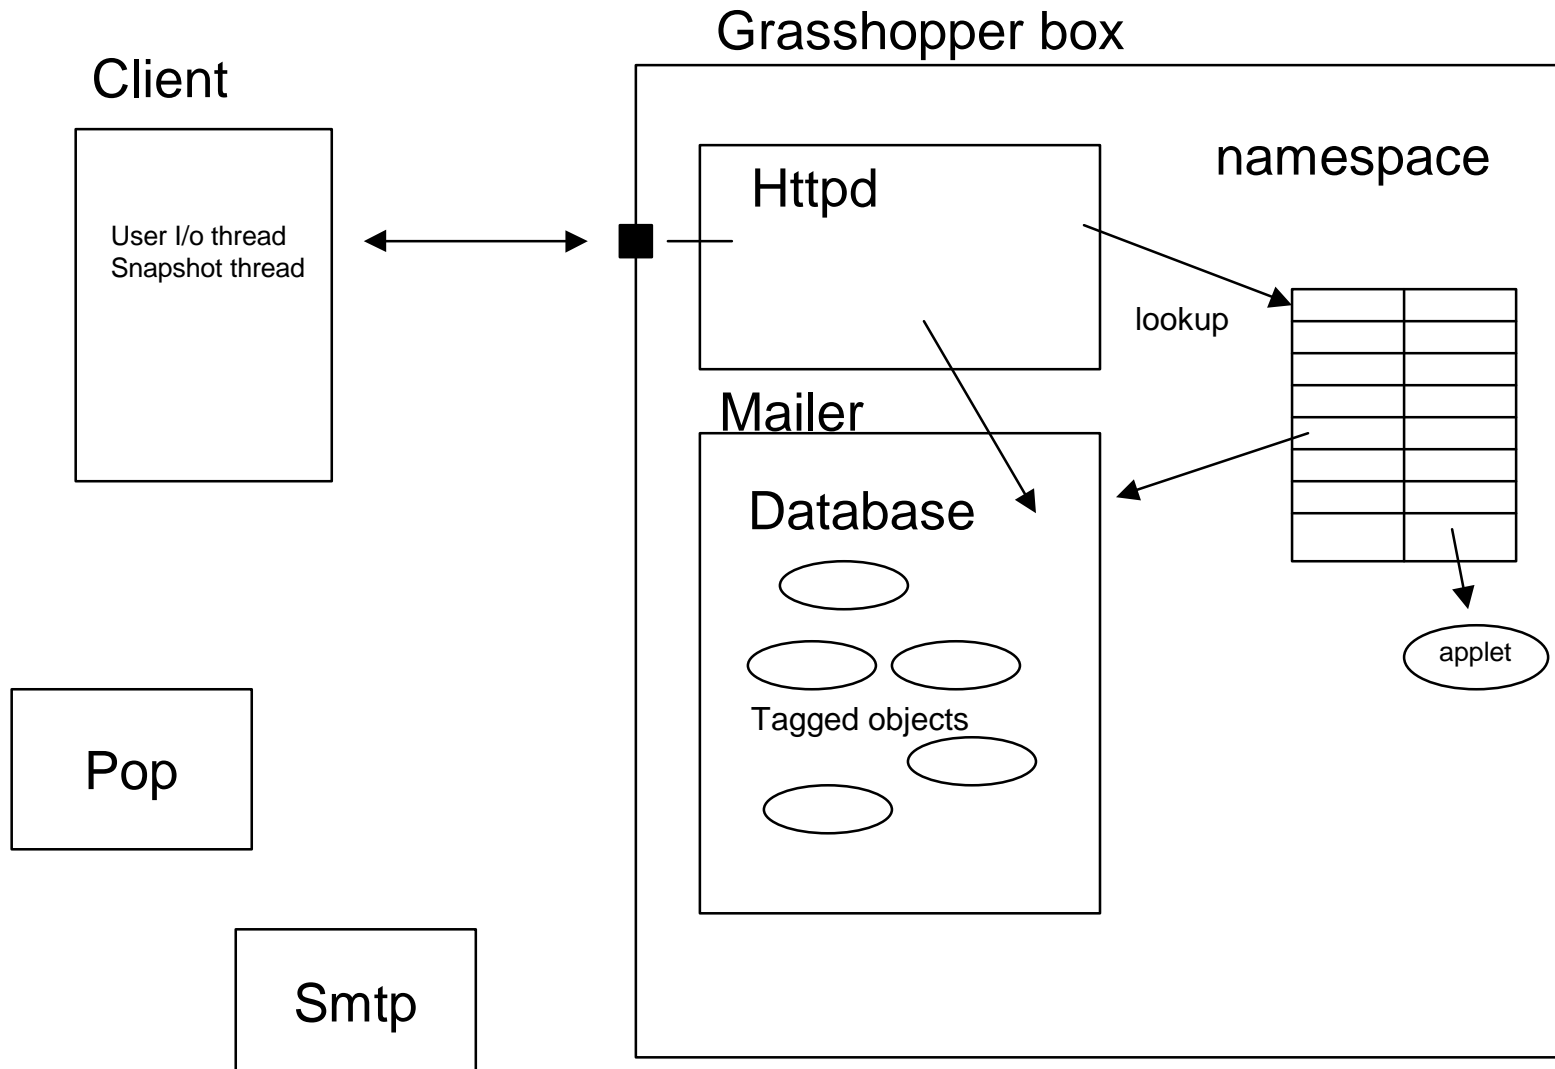 Grasshopper box
Client
namespace
Httpd
User I/o thread
Snapshot thread
lookup
Mailer
Database
applet
Tagged objects
Pop
Smtp